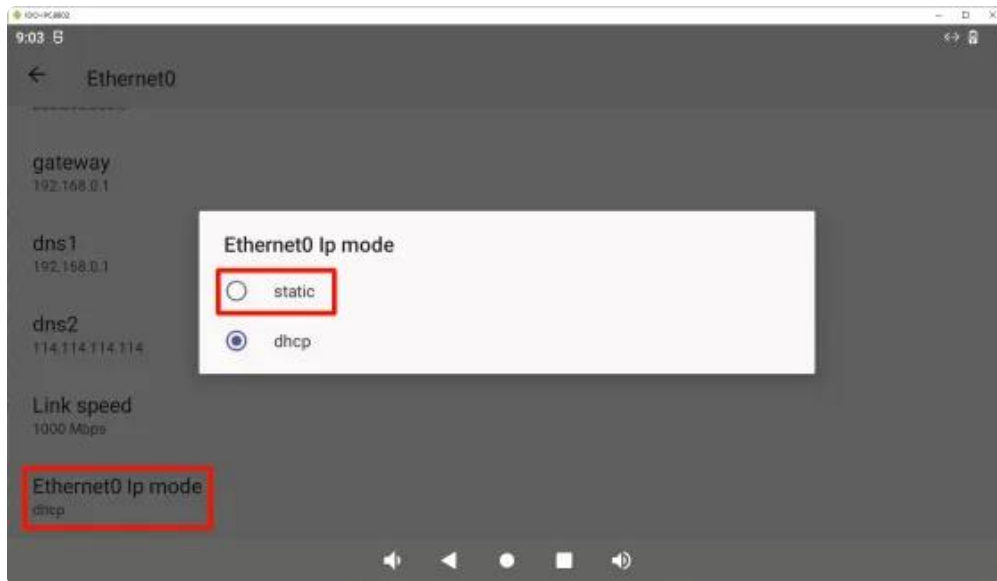 9:03
Ethernet0
gateway
192.168.0.1
dns1
192.168.0.1
dns2
114.114.114.114
Link speed
1000 Mbps
Ethernet0 Ip mode
dhcp
Ethernet0 Ip mode
static
dhcp